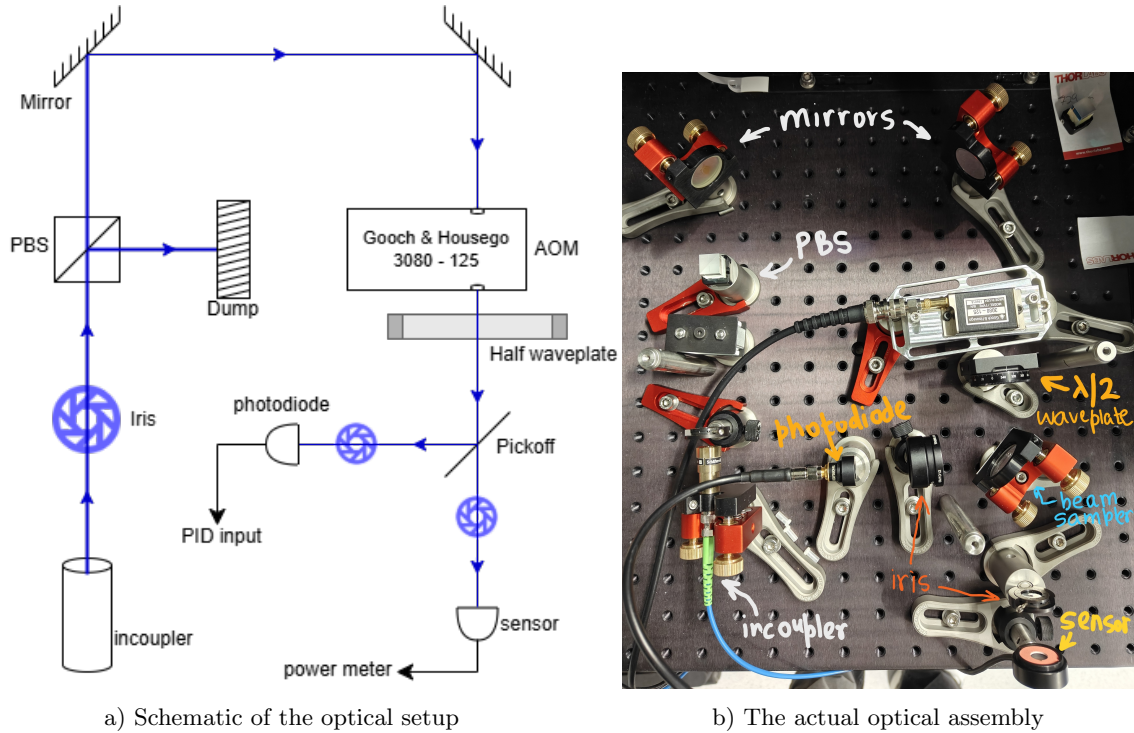 Mirror
PBS
Dump
Gooch & Housego
3080 - 125
AOM
Half waveplate
Iris
photodiode
Pickoff
PID input
incoupler
sensor
power meter
a) Schematic of the optical setup
mirrors
THORLABS
PBS
λ/2
waveplate
photodiode
beam
sampler
iris
incoupler
sensor
THOR
b) The actual optical assembly